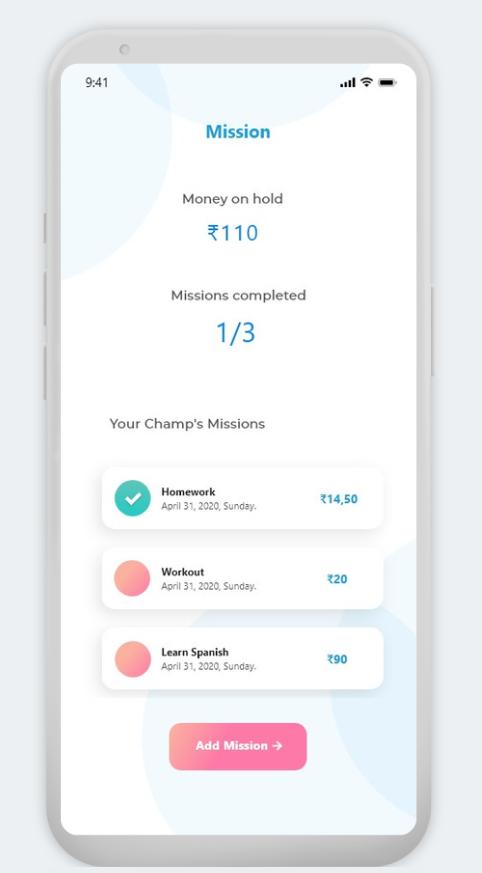 9:41
Mission
Money on hold
₹110
Missions completed
1/3
Your Champ's Missions
Homework
April 31, 2020, Sunday.
₹14,50
Workout
April 31, 2020, Sunday.
₹20
Learn Spanish
April 31, 2020, Sunday.
₹90
Add Mission →